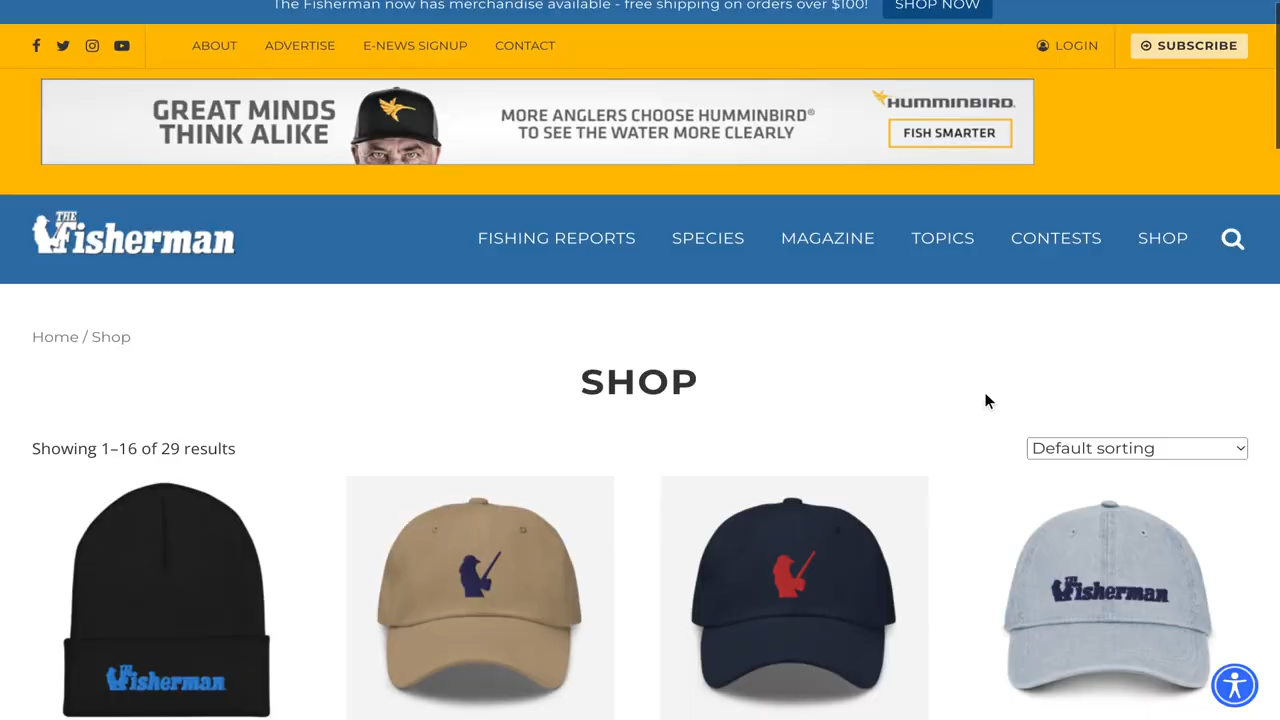 The Fisherman now has merchandise available - free shipping on orders over $100!
SHOP NOW
ABOUT
ADVERTISE
E-NEWS SIGNUP
CONTACT
LOGIN
SUBSCRIBE
GREAT MINDS
THINK ALIKE
MORE ANGLERS CHOOSE HUMMINBIRD®
TO SEE THE WATER MORE CLEARLY
HUMMINBIRD.
FISH SMARTER
THE
Fisherman
FISHING REPORTS
SPECIES
MAGAZINE
TOPICS
CONTESTS
SHOP
Home / Shop
SHOP
Showing 1–16 of 29 results
Default sorting
THE
Fisherman
THE
Fisherman